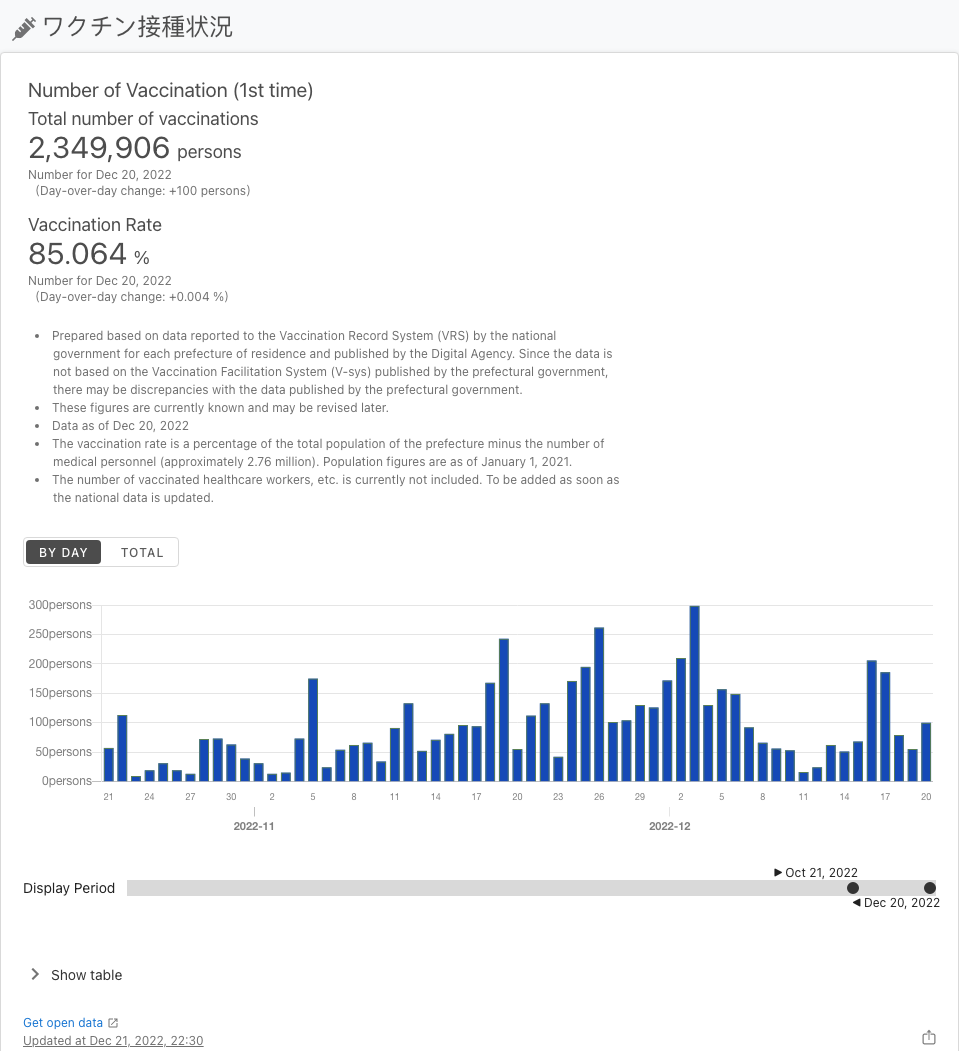 ワクチン接種状況
Number of Vaccination (1st time)
Total number of vaccinations
2,349,906 persons
Number for Dec 20, 2022
(Day-over-day change: +100 persons)
Vaccination Rate
85.064 %
Number for Dec 20, 2022
(Day-over-day change: +0.004 %)
• Prepared based on data reported to the Vaccination Record System (VRS) by the national
government for each prefecture of residence and published by the Digital Agency. Since the data is
not based on the Vaccination Facilitation System (V-sys) published by the prefectural government,
there may be discrepancies with the data published by the prefectural government.
• These figures are currently known and may be revised later.
• Data as of Dec 20, 2022
• The vaccination rate is a percentage of the total population of the prefecture minus the number of
medical personnel (approximately 2.76 million). Population figures are as of January 1, 2021.
• The number of vaccinated healthcare workers, etc. is currently not included. To be added as soon as
the national data is updated.
BY DAY TOTAL
300persons
250persons
200persons
150persons
100persons
50persons
0persons
21 24 27 30 2 5 8 11 14 17 20 23 26 29 2 5 8 11 14 17 20
2022-11 2022-12
Oct 21, 2022
Display Period
Dec 20, 2022
Show table
Get open data
Updated at Dec 21, 2022, 22:30